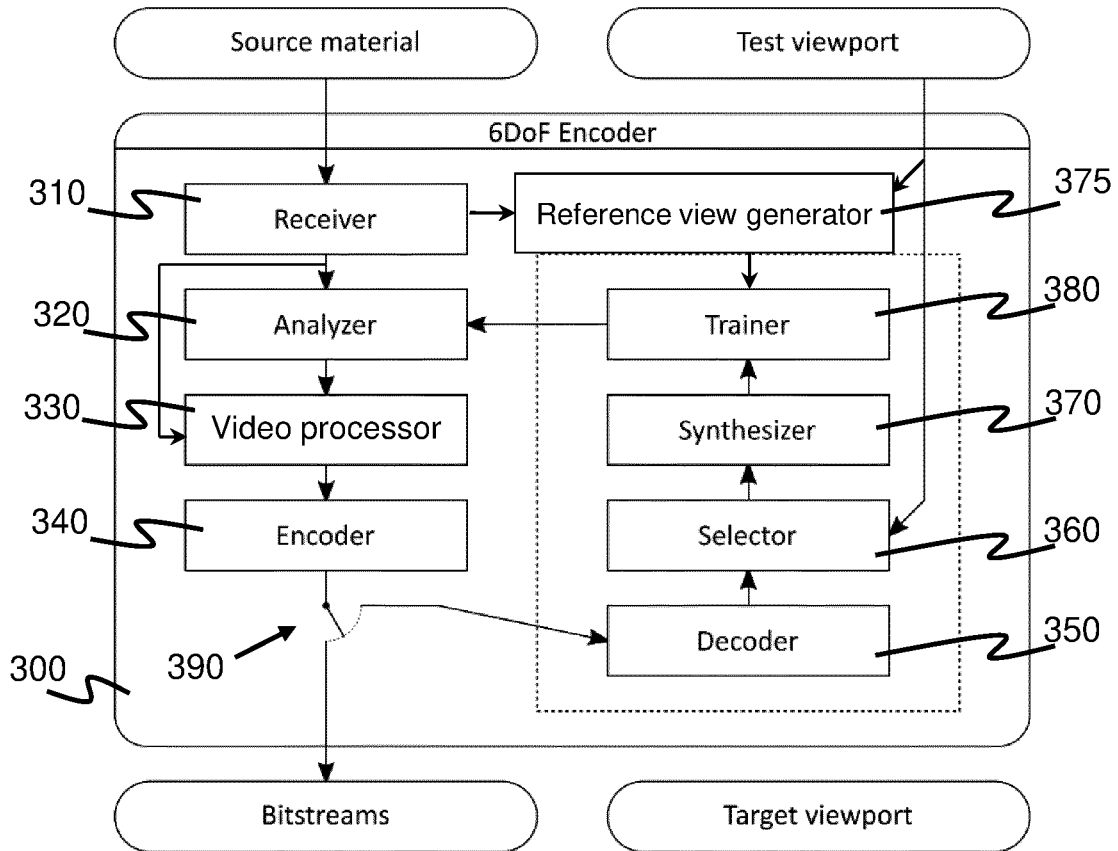 Source material
Test viewport
6DoF Encoder
310
Receiver
Reference view generator
375
320
Analyzer
Trainer
380
330
Video processor
Synthesizer
370
340
Encoder
Selector
360
390
Decoder
350
300
Bitstreams
Target viewport